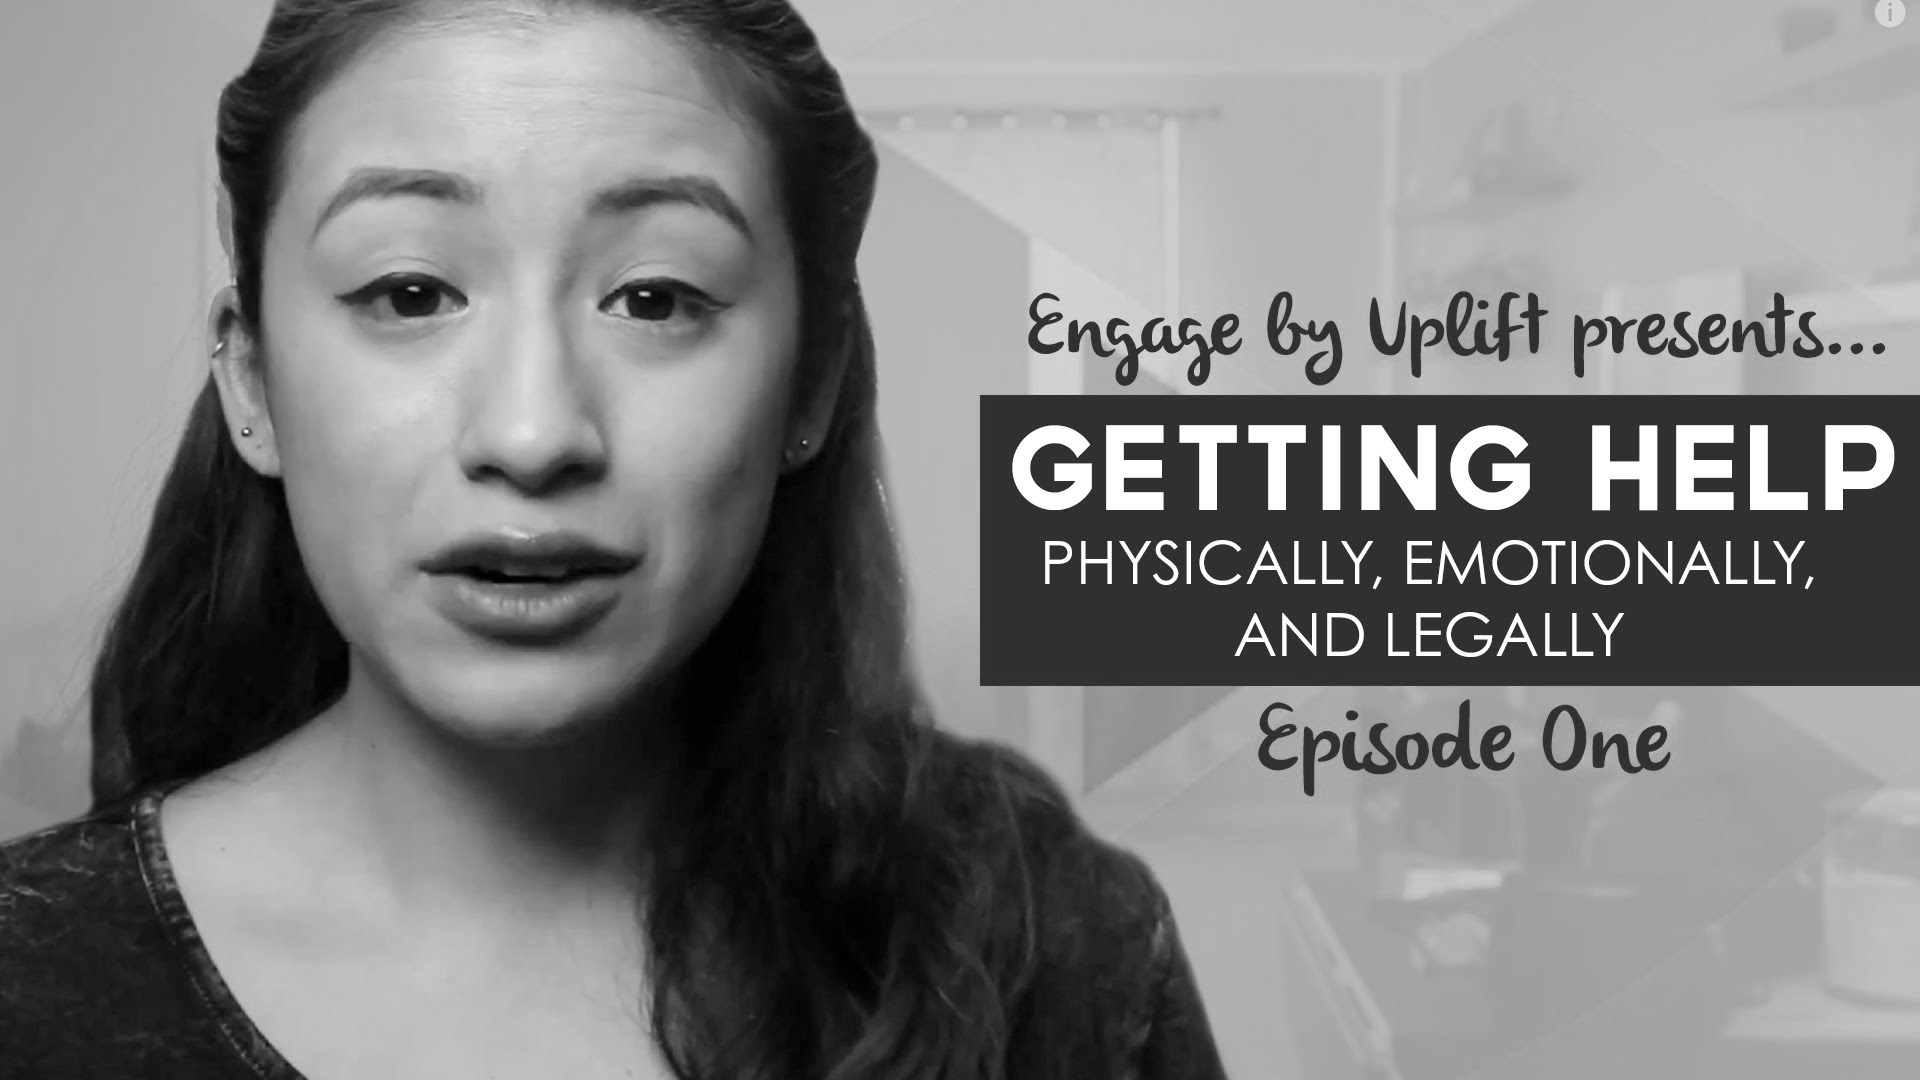 Engage by Uplift presents...
GETTING HELP
PHYSICALLY, EMOTIONALLY,
AND LEGALLY
Episode One
i